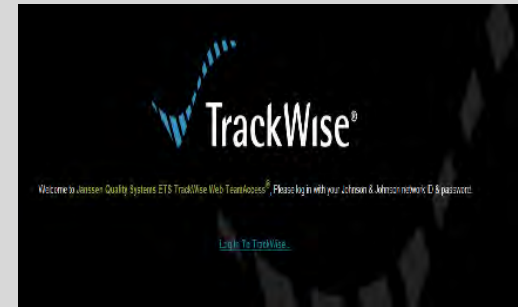 TrackWise®
Welcome to Janssen Quality Systems ETS TrackWise Web TeamAccess®, Please log in with your Johnson & Johnson network ID & password.
Log In To TrackWise...